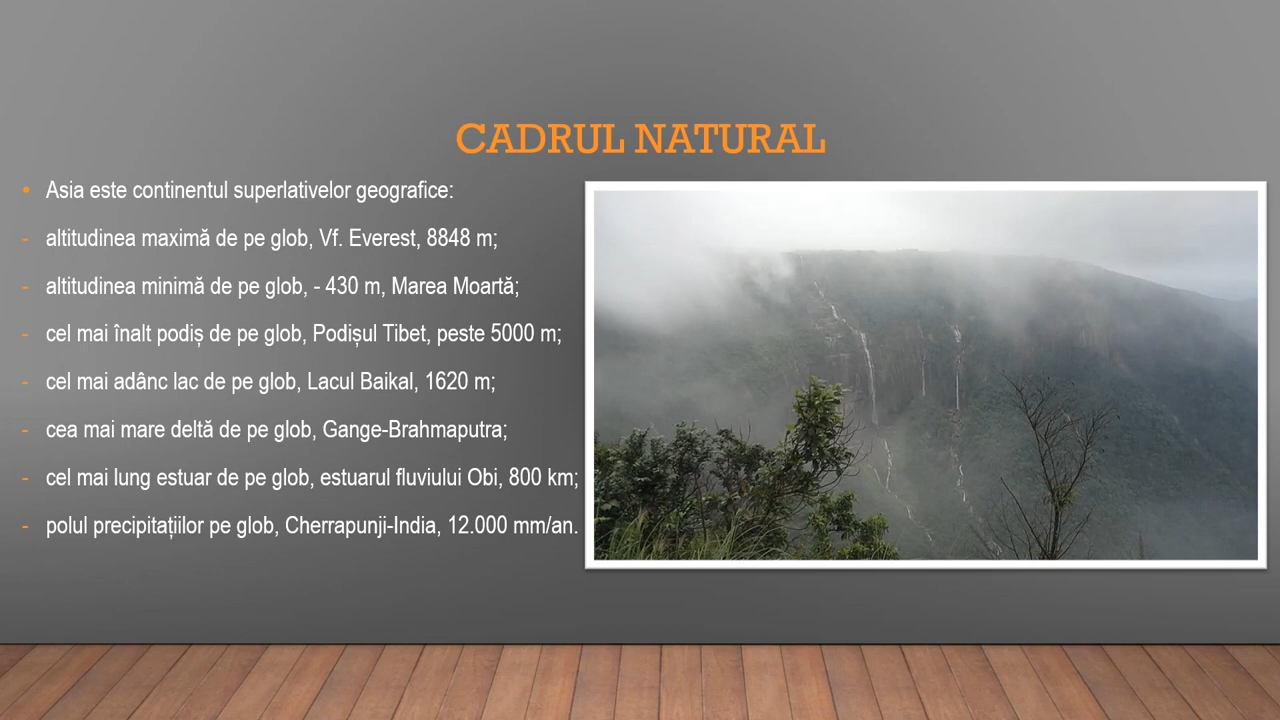 CADRUL NATURAL
• Asia este continentul superlativelor geografice:
- altitudinea maximă de pe glob, Vf. Everest, 8848 m;
- altitudinea minimă de pe glob, - 430 m, Marea Moartă;
- cel mai înalt podiș de pe glob, Podișul Tibet, peste 5000 m;
- cel mai adânc lac de pe glob, Lacul Baikal, 1620 m;
- cea mai mare deltă de pe glob, Gange-Brahmaputra;
- cel mai lung estuar de pe glob, estuarul fluviului Obi, 800 km;
- polul precipitațiilor pe glob, Cherrapunji-India, 12.000 mm/an.